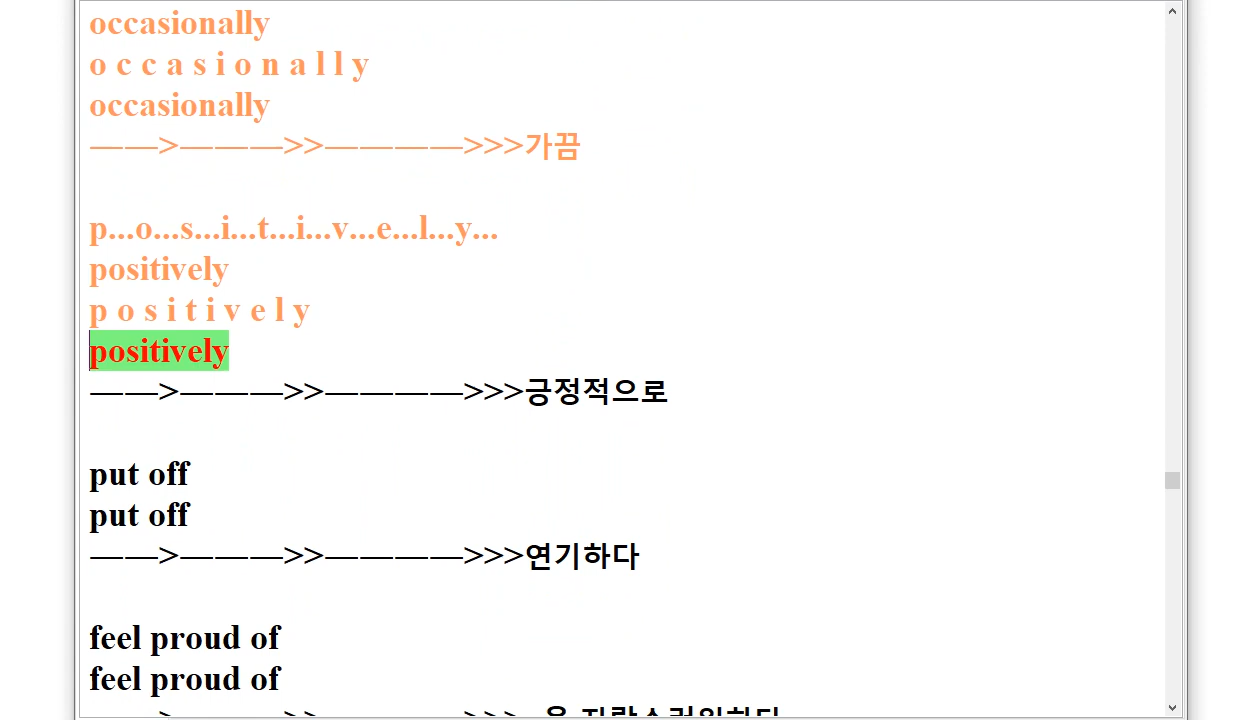 occasionally
o c c a s i o n a l l y
occasionally
——>———>>————>>>가끔
p...o...s...i...t...i...v...e...l...y...
positively
p o s i t i v e l y
positively
——>———>>————>>>긍정적으로
put off
put off
——>———>>————>>>연기하다
feel proud of
feel proud of